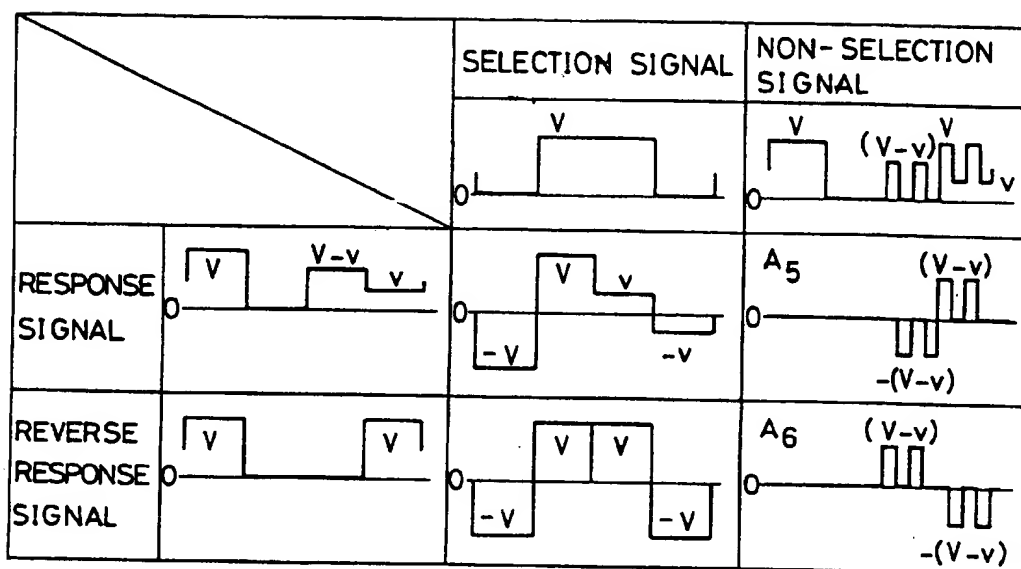 SELECTION SIGNAL
NON-SELECTION
SIGNAL
V
0
V
(V-v)
V
v
0
RESPONSE
SIGNAL
V
V-v
v
0
V
v
0
-V
-v
A5
(V-v)
0
-(V-v)
REVERSE
RESPONSE
SIGNAL
V
V
0
V
V
0
-V
-V
A6
(V-v)
0
-(V-v)